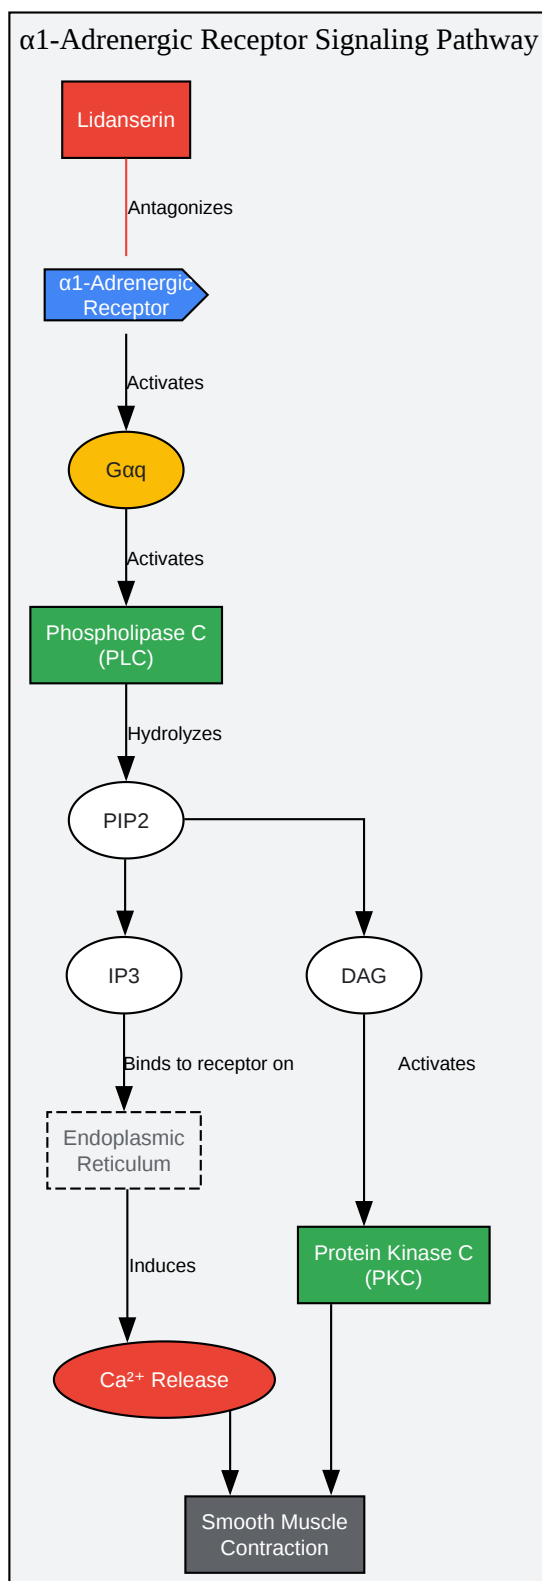 α1-Adrenergic Receptor Signaling Pathway
Lidanserin
Antagonizes
α1-Adrenergic
Receptor
Activates
Gαq
Activates
Phospholipase C
(PLC)
Hydrolyzes
PIP2
IP3
DAG
Binds to receptor on
Activates
Endoplasmic
Reticulum
Induces
Protein Kinase C
(PKC)
Ca²⁺ Release
Smooth Muscle
Contraction